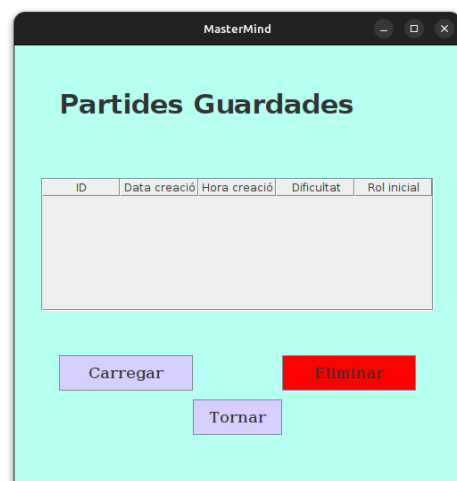 MasterMind
Partides Guardades
ID Data creació Hora creació Dificultat Rol inicial
Carregar Eliminar
Tornar